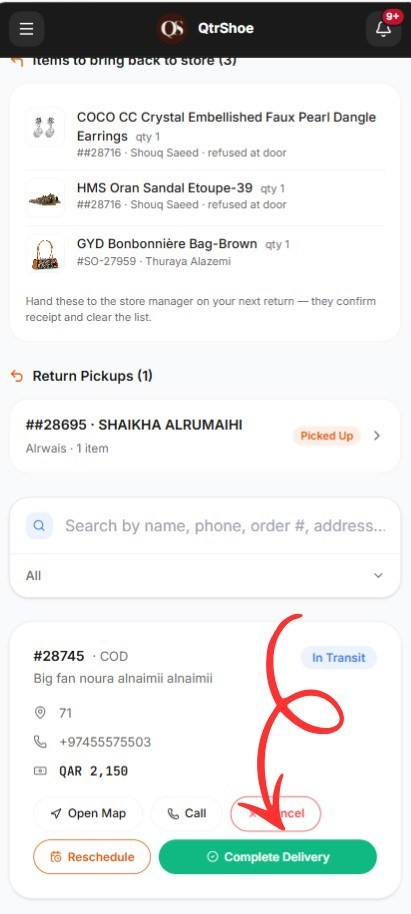 QS QtrShoe 9+
Items to bring back to store (3)
COCO CC Crystal Embellished Faux Pearl Dangle
Earrings qty 1
##28716 · Shouq Saeed · refused at door
HMS Oran Sandal Etoupe-39 qty 1
##28716 · Shouq Saeed · refused at door
GYD Bonbonnière Bag-Brown qty 1
#SO-27959 · Thuraya Alazemi
Hand these to the store manager on your next return — they confirm
receipt and clear the list.
Return Pickups (1)
##28695 · SHAIKHA ALRUMAIHI
Alrwais · 1 item
Picked Up
Search by name, phone, order #, address...
All
#28745 · COD
In Transit
Big fan noura alnaimii alnaimii
71
+97455575503
QAR 2,150
Open Map Call
Reschedule Complete Delivery